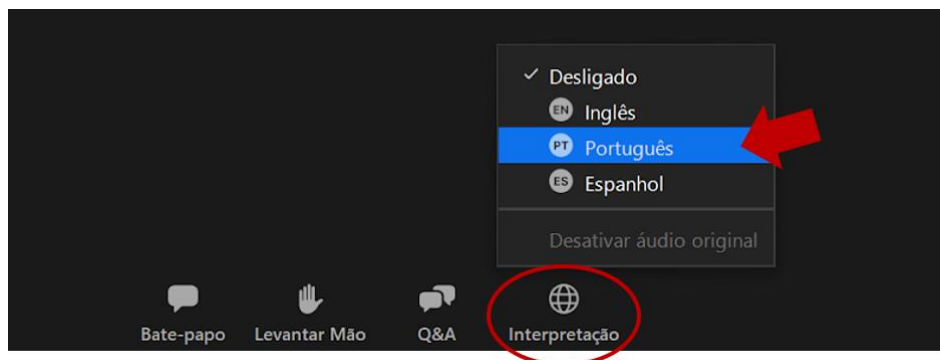 Desligado
EN Inglês
PT Português
ES Espanhol
Desativar áudio original
Bate-papo Levantar Mão Q&A Interpretação